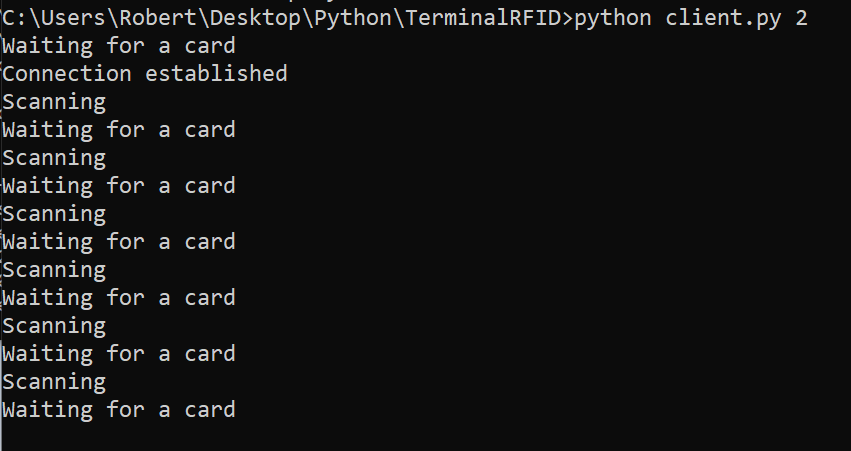 C:\Users\Robert\Desktop\Python\TerminalRFID>python client.py 2
Waiting for a card
Connection established
Scanning
Waiting for a card
Scanning
Waiting for a card
Scanning
Waiting for a card
Scanning
Waiting for a card
Scanning
Waiting for a card
Scanning
Waiting for a card